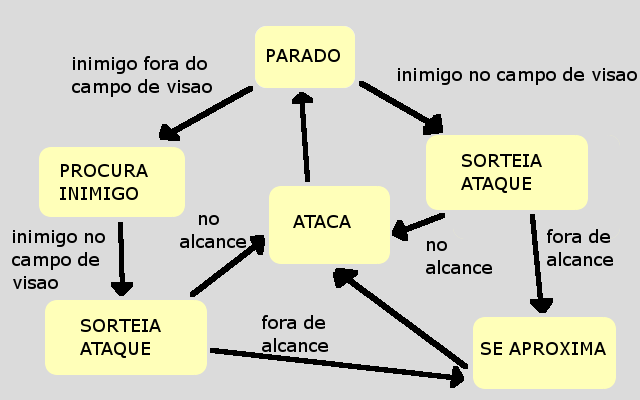 PARADO
inimigo fora do
campo de visao
inimigo no campo de visao
PROCURA
INIMIGO
SORTEIA
ATAQUE
ATACA
no
alcance
inimigo no
campo de
visao
no
alcance
fora de
alcance
SORTEIA
ATAQUE
fora de
alcance
SE APROXIMA